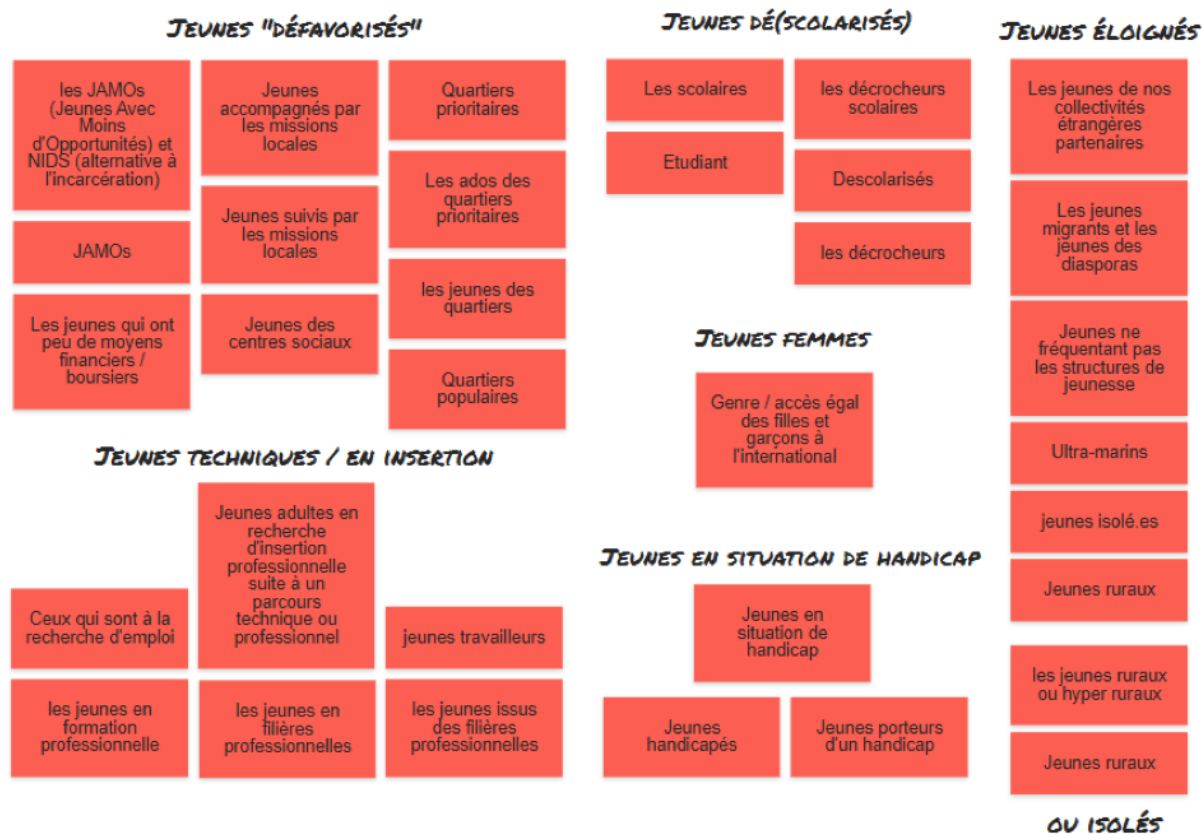 JEUNES "DÉFAVORISÉS"
les JAMOs
(Jeunes Avec
Moins
d'Opportunités) et
NIDS (alternative à
l'incarcération)
JAMOs
Les jeunes qui ont
peu de moyens
financiers /
boursiers
Jeunes
accompagnés par
les missions
locales
Jeunes suivis par
les missions
locales
Jeunes des
centres sociaux
Quartiers
prioritaires
Les ados des
quartiers
prioritaires
les jeunes des
quartiers
Quartiers
populaires
JEUNES DÉ(SCOLARISÉS)
Les scolaires
Etudiant
les décrocheurs
scolaires
Descolarisés
les décrocheurs
JEUNES ÉLOIGNÉS
Les jeunes de nos
collectivités
étrangères
partenaires
Les jeunes
migrants et les
jeunes des
diasporas
Jeunes ne
fréquentant pas
les structures de
jeunesse
Ultra-marins
jeunes isolé.es
Jeunes ruraux
les jeunes ruraux
ou hyper ruraux
Jeunes ruraux
OU ISOLÉS
JEUNES FEMMES
Genre / accès égal
des filles et
garçons à
l'international
JEUNES TECHNIQUES / EN INSERTION
Ceux qui sont à la
recherche d'emploi
Jeunes adultes en
recherche
d'insertion
professionnelle
suite à un
parcours
technique ou
professionnel
jeunes travailleurs
les jeunes en
formation
professionnelle
les jeunes en
filières
professionnelles
les jeunes issus
des filières
professionnelles
JEUNES EN SITUATION DE HANDICAP
Jeunes en
situation de
handicap
Jeunes
handicapés
Jeunes porteurs
d'un handicap